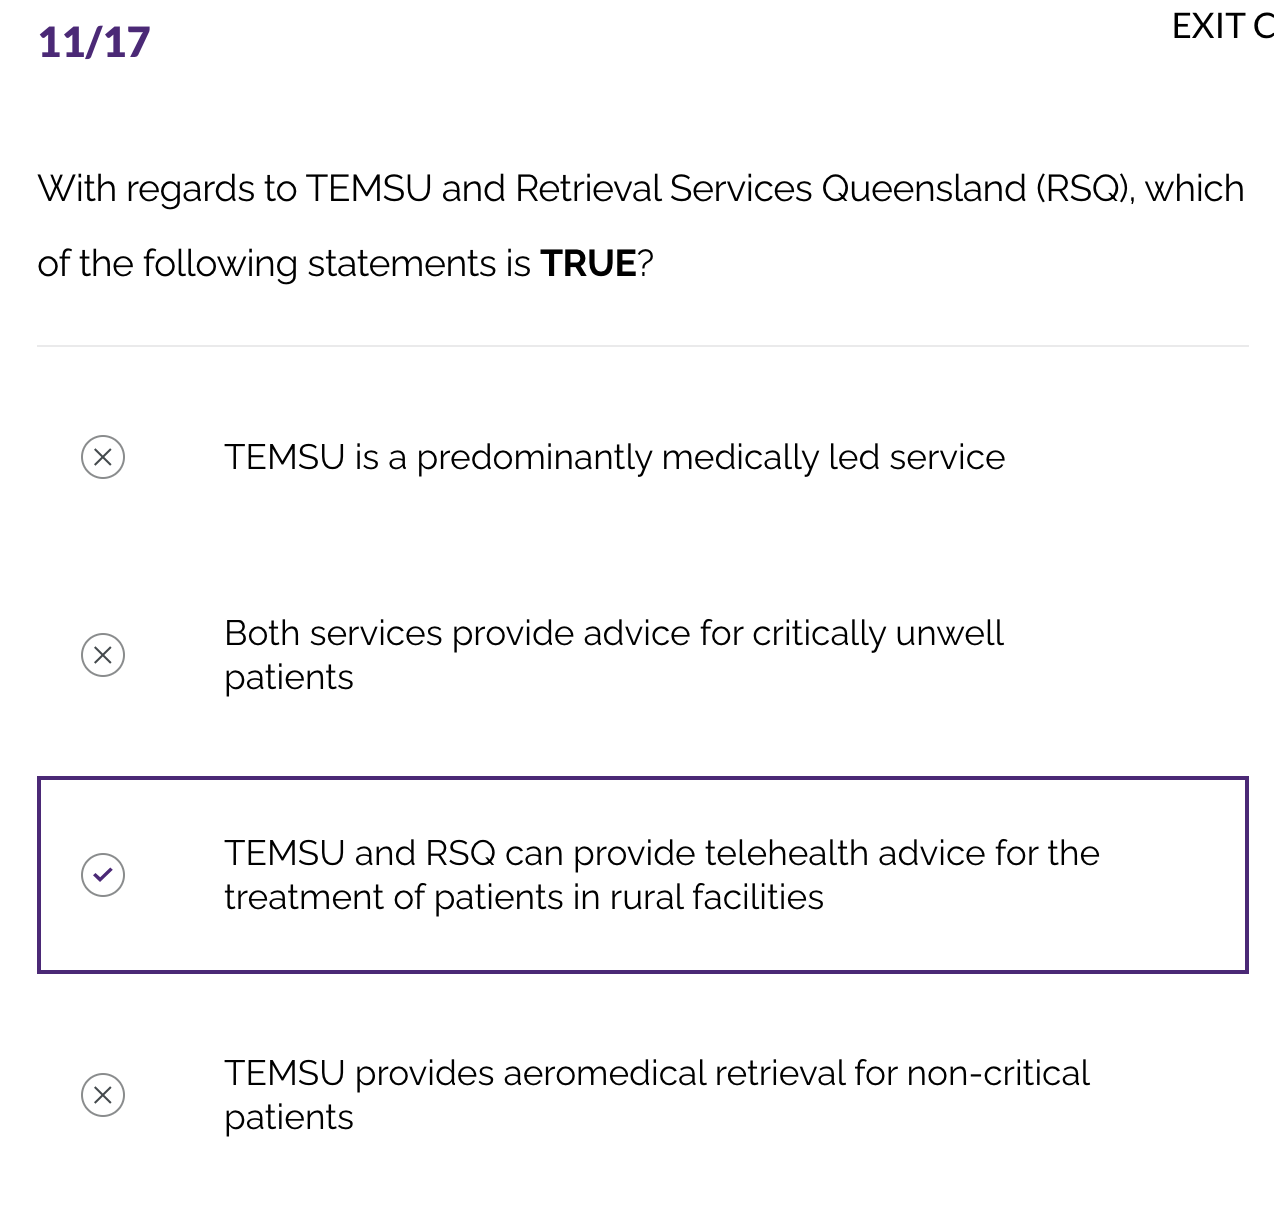 11/17
EXIT C
With regards to TEMSU and Retrieval Services Queensland (RSQ), which
of the following statements is TRUE?
TEMSU is a predominantly medically led service
Both services provide advice for critically unwell
patients
TEMSU and RSQ can provide telehealth advice for the
treatment of patients in rural facilities
TEMSU provides aeromedical retrieval for non-critical
patients